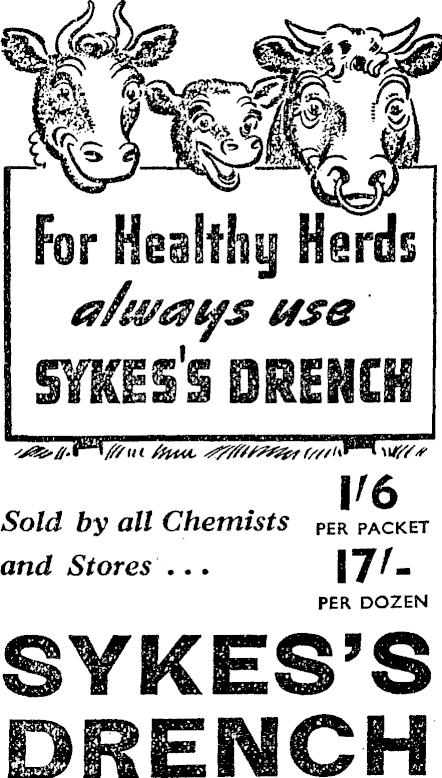 For Healthy Herds
always use
SYKES'S DRENCH
Sold by all Chemists
and Stores ...
1/6
PER PACKET
17/-
PER DOZEN
SYKES'S
DRENCH